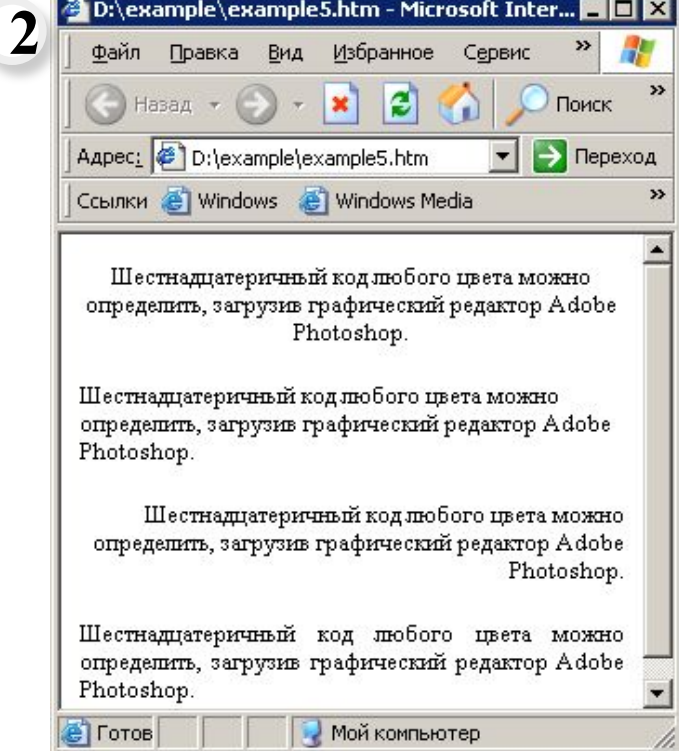 2
D:\example\example5.htm - Microsoft Inter...
Файл Правка Вид Избранное Сервис »
Назад Поиск »
Адрес: D:\example\example5.htm Переход
Ссылки Windows Windows Media »
Шестнадцатеричный код любого цвета можно
определить, загрузив графический редактор Adobe
Photoshop.
Шестнадцатеричный код любого цвета можно
определить, загрузив графический редактор Adobe
Photoshop.
Шестнадцатеричный код любого цвета можно
определить, загрузив графический редактор Adobe
Photoshop.
Шестнадцатеричный код любого цвета можно
определить, загрузив графический редактор Adobe
Photoshop.
Готов Мой компьютер